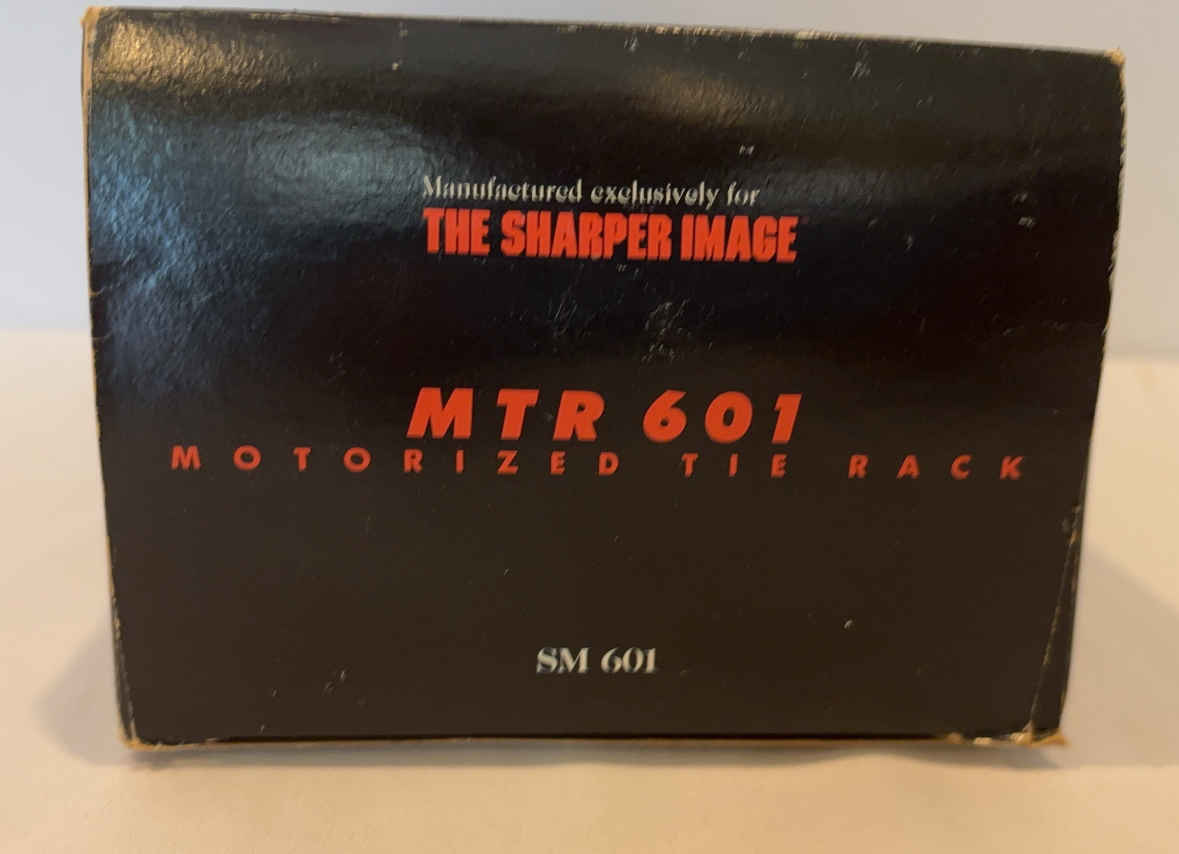 Manufactured exclusively for
THE SHARPER IMAGE
MTR 601
MOTORIZED TIE RACK
SM 601